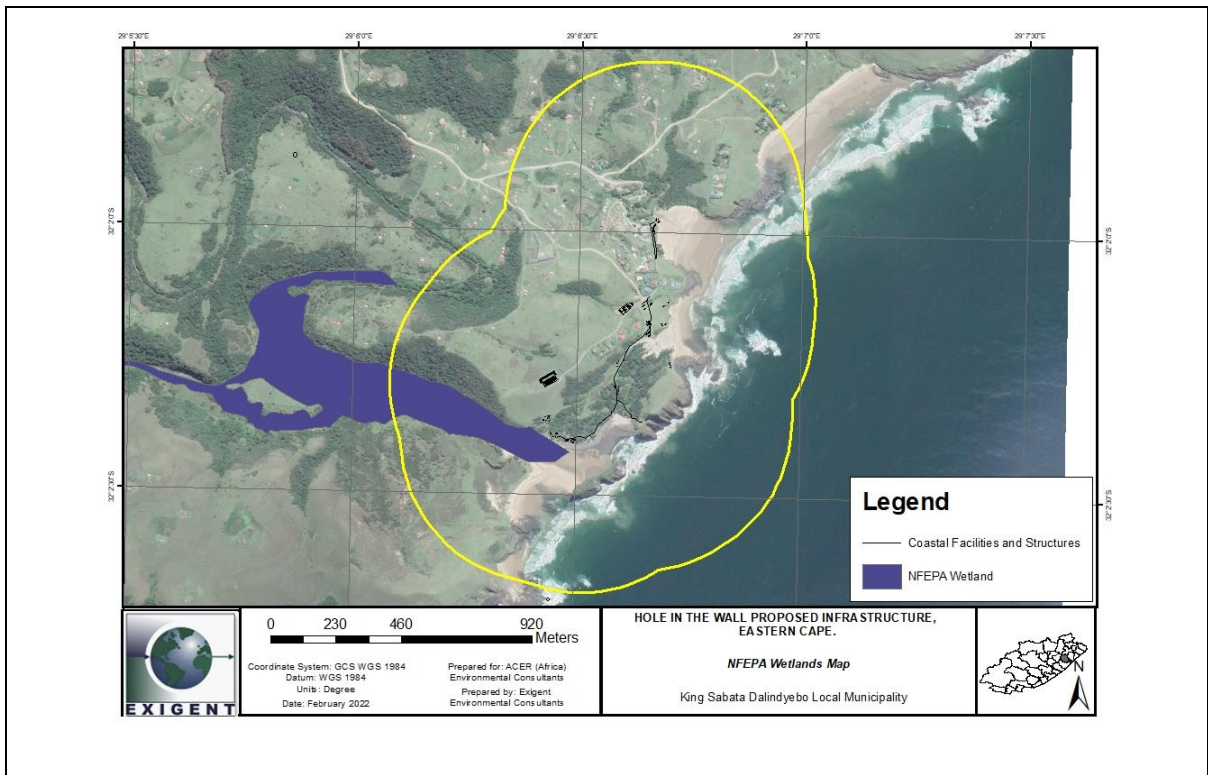 29°5'30"E 29°6'0"E 29°6'30"E 29°7'0"E 29°7'30"E
32°2'0"S
32°2'0"S
32°2'30"S
32°2'30"S
Legend
Coastal Facilities and Structures
NFEPA Wetland
EXIGENT
0 230 460 920
Meters
Coordinate System: GCS WGS 1984
Datum: WGS 1984
Units: Degree
Date: February 2022
Prepared for: ACER (Africa)
Environmental Consultants
Prepared by: Exigent
Environmental Consultants
HOLE IN THE WALL PROPOSED INFRASTRUCTURE,
EASTERN CAPE.
NFEPA Wetlands Map
King Sabata Dalindyebo Local Municipality
N